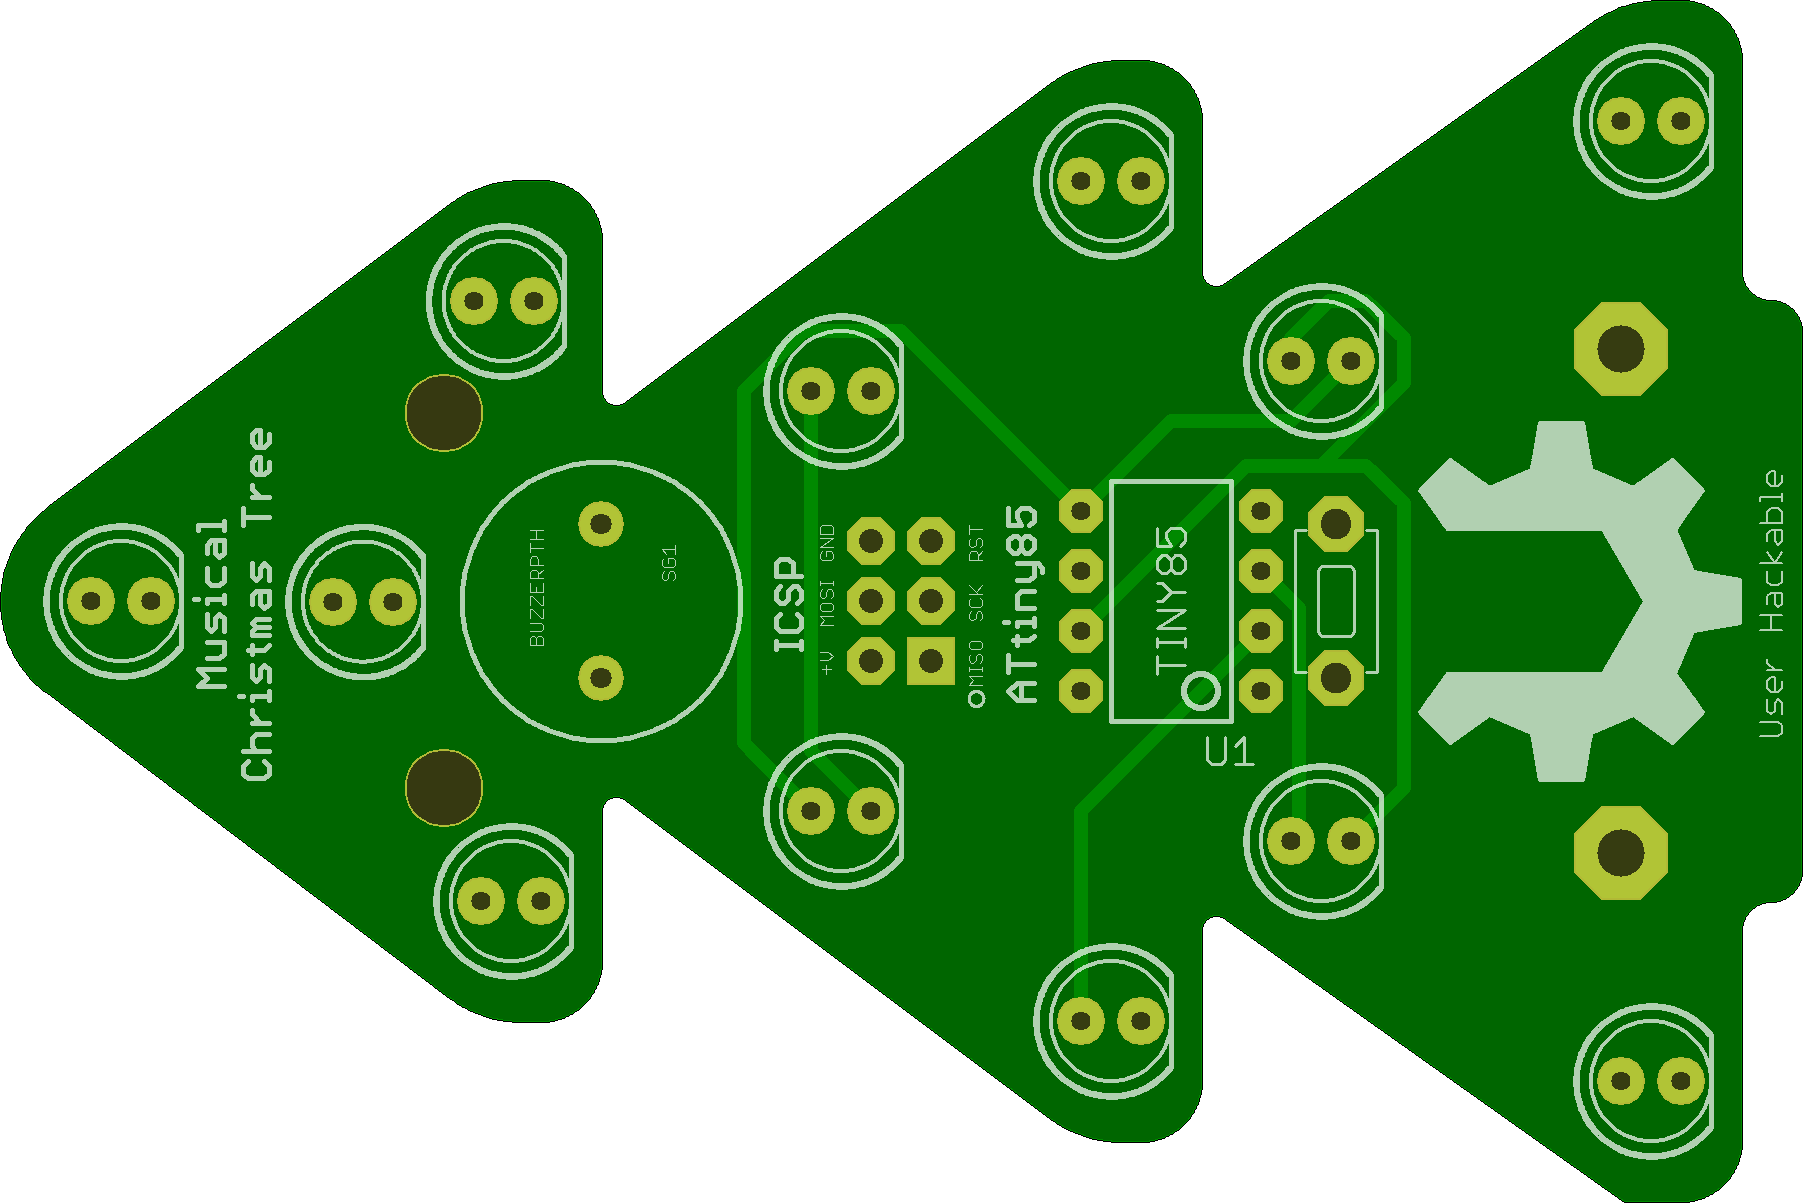 Musical
Christmas Tree
BUZZERPTH
SG1
ICSP
+V MOSI GND
MISO SCK RST
ATtiny85
TINY85
U1
User Hackable